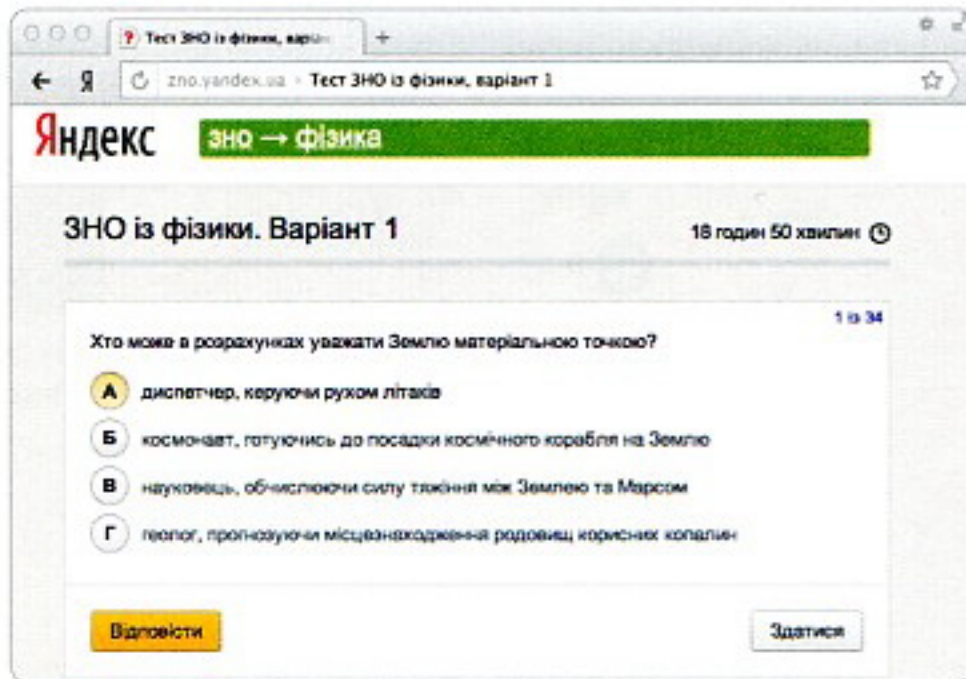 ? Тест ЗНО із фізики, варіан +
← Я zno.yandex.ua Тест ЗНО із фізики, варіант 1
Яндекс зно → фізика
ЗНО із фізики. Варіант 1 18 годин 50 хвилин
1 із 34
Хто може в розрахунках уважати Землю матеріальною точкою?
А диспетчер, керуючи рухом літаків
Б космонавт, готуючись до посадки космічного корабля на Землю
В науковець, обчислюючи силу тяжіння між Землею та Марсом
Г геолог, прогнозуючи місцезнаходження родовищ корисних копалин
Відповісти Здатися